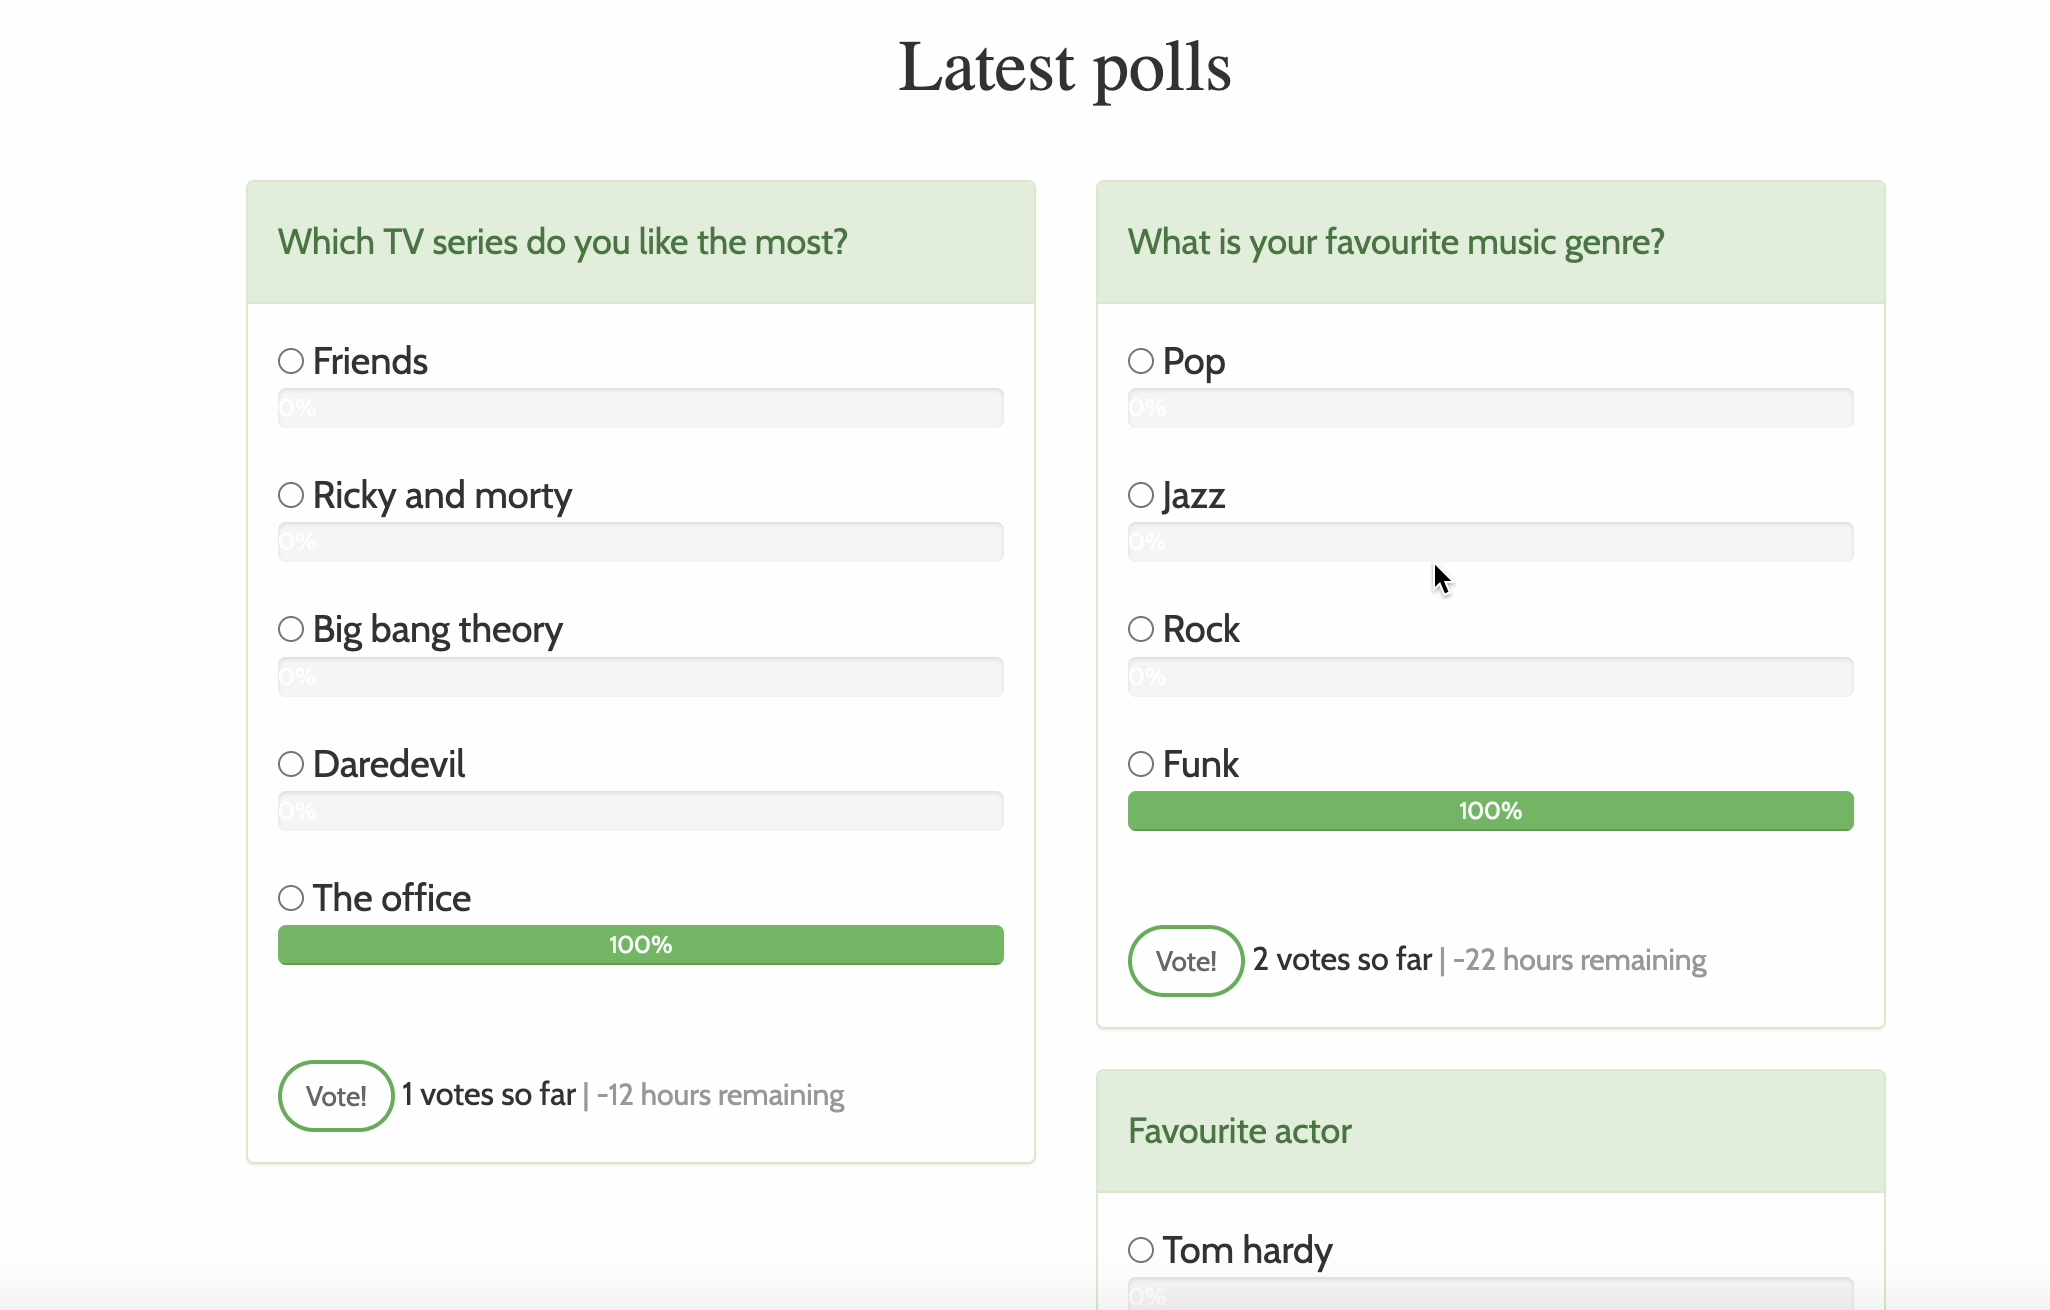 Latest polls
Which TV series do you like the most?
Friends
0%
Ricky and morty
0%
Big bang theory
0%
Daredevil
0%
The office
100%
Vote! 1 votes so far | -12 hours remaining
What is your favourite music genre?
Pop
0%
Jazz
0%
Rock
0%
Funk
100%
Vote! 2 votes so far | -22 hours remaining
Favourite actor
Tom hardy
0%